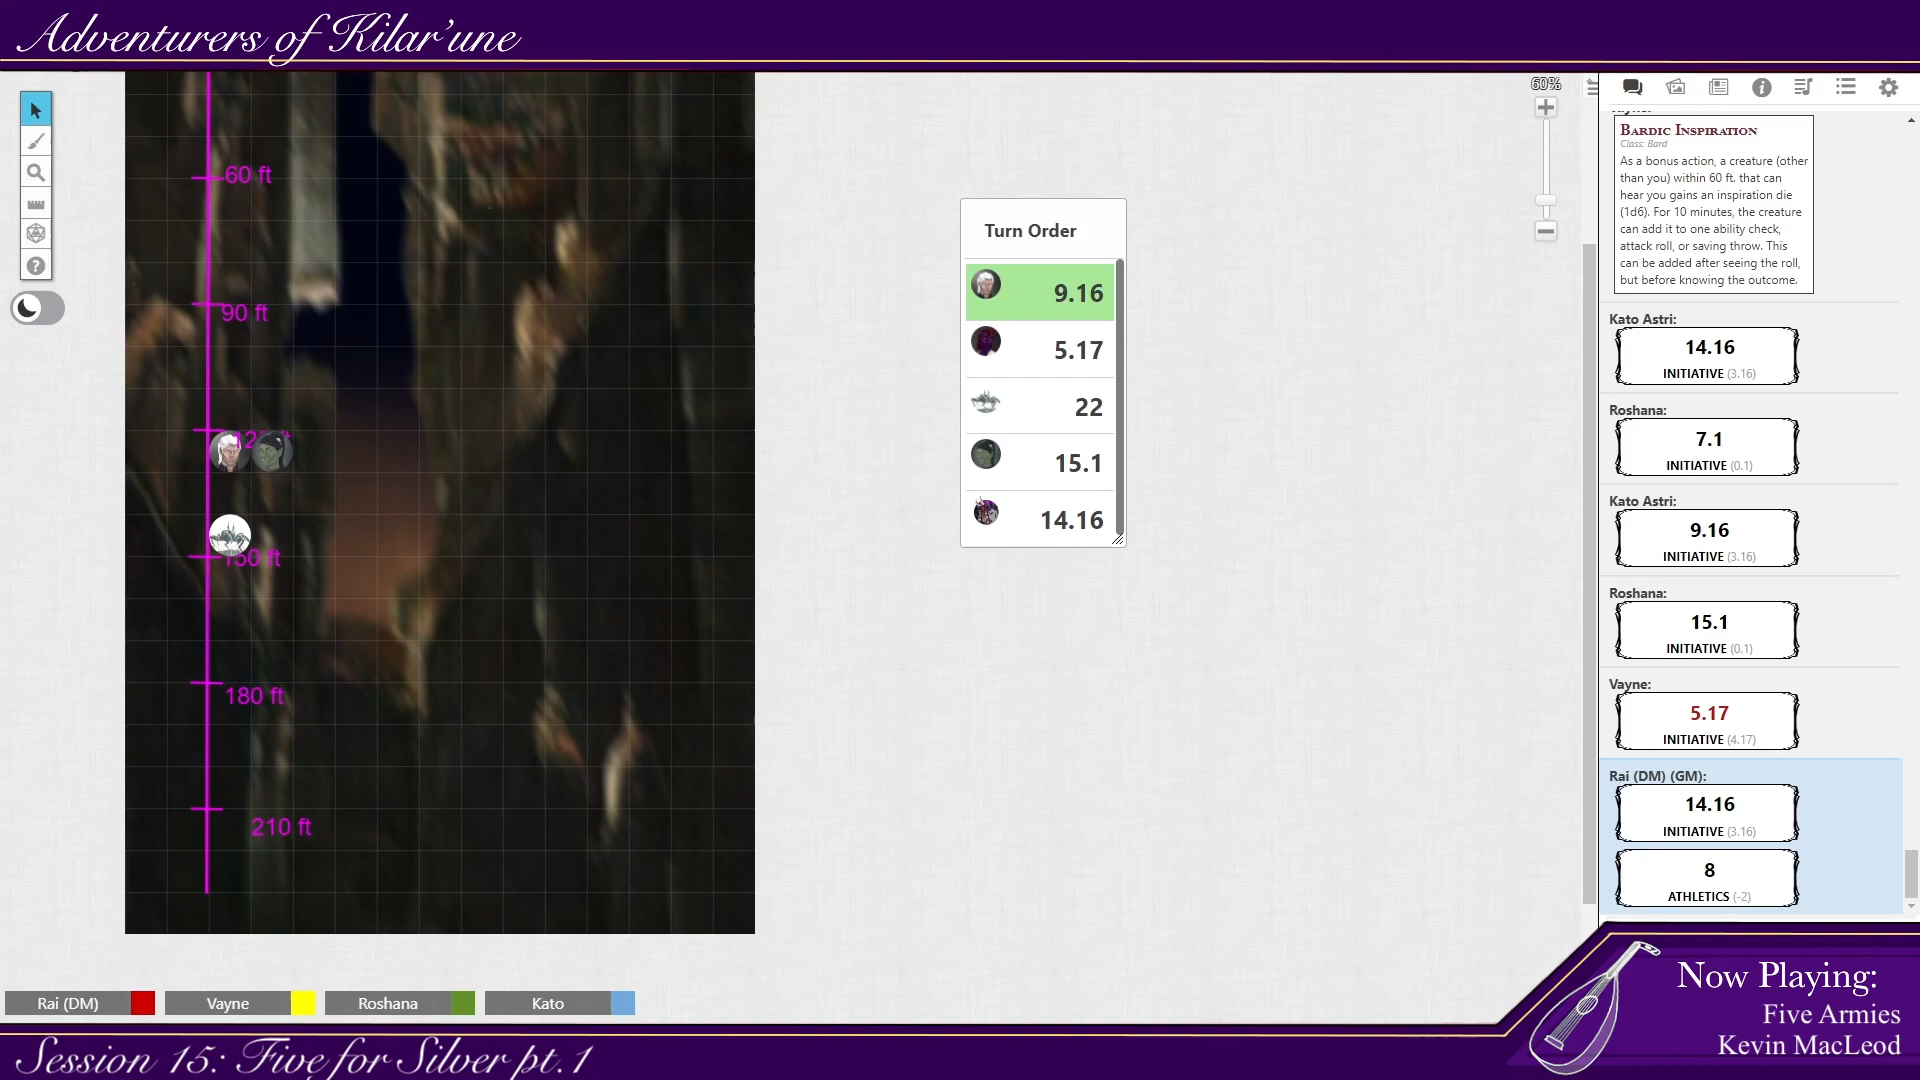 Adventurers of Kilar'une
60%
60 ft
90 ft
150 ft
180 ft
210 ft
Turn Order
9.16
5.17
22
15.1
14.16
BARDIC INSPIRATION
Class: Bard
As a bonus action, a creature (other
than you) within 60 ft. that can
hear you gains an inspiration die
(1d6). For 10 minutes, the creature
can add it to one ability check,
attack roll, or saving throw. This
can be added after seeing the roll,
but before knowing the outcome.
Kato Astri:
14.16
INITIATIVE (3.16)
Roshana:
7.1
INITIATIVE (0.1)
Kato Astri:
9.16
INITIATIVE (3.16)
Roshana:
15.1
INITIATIVE (0.1)
Vayne:
5.17
INITIATIVE (4.17)
Rai (DM) (GM):
14.16
INITIATIVE (3.16)
8
ATHLETICS (-2)
Rai (DM)
Vayne
Roshana
Kato
Now Playing:
Five Armies
Kevin MacLeod
Session 15: Five for Silver pt.1